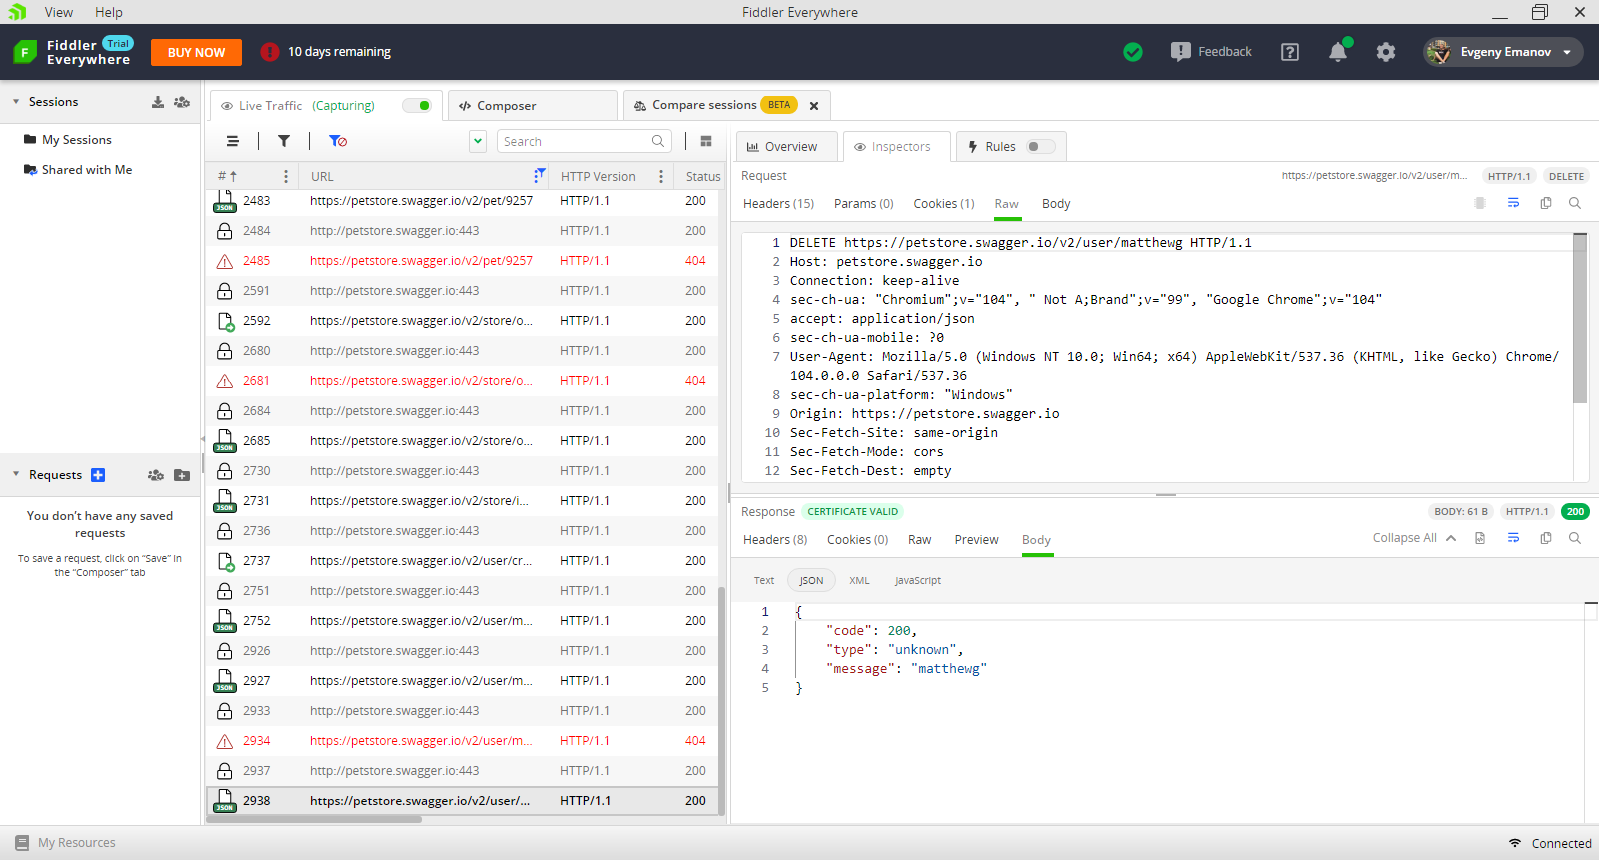 View Help
Fiddler Everywhere
Fiddler Trial
Everywhere
BUY NOW
10 days remaining
Feedback
Evgeny Emanov
Sessions
My Sessions
Shared with Me
Requests
You don't have any saved
requests
To save a request, click on "Save" in
the "Composer" tab
Live Traffic (Capturing)
Composer
Compare sessions BETA
Search
# URL HTTP Version Status
2483 https://petstore.swagger.io/v2/pet/9257 HTTP/1.1 200
2484 http://petstore.swagger.io:443 HTTP/1.1 200
2485 https://petstore.swagger.io/v2/pet/9257 HTTP/1.1 404
2591 http://petstore.swagger.io:443 HTTP/1.1 200
2592 https://petstore.swagger.io/v2/store/o... HTTP/1.1 200
2680 http://petstore.swagger.io:443 HTTP/1.1 200
2681 https://petstore.swagger.io/v2/store/o... HTTP/1.1 404
2684 http://petstore.swagger.io:443 HTTP/1.1 200
2685 https://petstore.swagger.io/v2/store/o... HTTP/1.1 200
2730 http://petstore.swagger.io:443 HTTP/1.1 200
2731 https://petstore.swagger.io/v2/store/i... HTTP/1.1 200
2736 http://petstore.swagger.io:443 HTTP/1.1 200
2737 https://petstore.swagger.io/v2/user/cr... HTTP/1.1 200
2751 http://petstore.swagger.io:443 HTTP/1.1 200
2752 https://petstore.swagger.io/v2/user/m... HTTP/1.1 200
2926 http://petstore.swagger.io:443 HTTP/1.1 200
2927 https://petstore.swagger.io/v2/user/m... HTTP/1.1 200
2933 http://petstore.swagger.io:443 HTTP/1.1 200
2934 https://petstore.swagger.io/v2/user/m... HTTP/1.1 404
2937 http://petstore.swagger.io:443 HTTP/1.1 200
2938 https://petstore.swagger.io/v2/user/... HTTP/1.1 200
Overview Inspectors Rules
Request https://petstore.swagger.io/v2/user/m... HTTP/1.1 DELETE
Headers (15) Params (0) Cookies (1) Raw Body
1 DELETE https://petstore.swagger.io/v2/user/matthewg HTTP/1.1
2 Host: petstore.swagger.io
3 Connection: keep-alive
4 sec-ch-ua: "Chromium";v="104", " Not A;Brand";v="99", "Google Chrome";v="104"
5 accept: application/json
6 sec-ch-ua-mobile: ?0
7 User-Agent: Mozilla/5.0 (Windows NT 10.0; Win64; x64) AppleWebKit/537.36 (KHTML, like Gecko) Chrome/
104.0.0.0 Safari/537.36
8 sec-ch-ua-platform: "Windows"
9 Origin: https://petstore.swagger.io
10 Sec-Fetch-Site: same-origin
11 Sec-Fetch-Mode: cors
12 Sec-Fetch-Dest: empty
Response CERTIFICATE VALID BODY: 61 B HTTP/1.1 200
Headers (8) Cookies (0) Raw Preview Body Collapse All
Text JSON XML JavaScript
1 {
2 "code": 200,
3 "type": "unknown",
4 "message": "matthewg"
5 }
My Resources
Connected